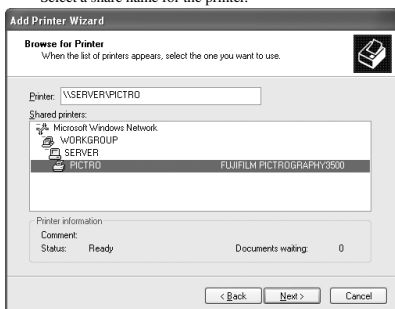 Select a share name for the printer.
Add Printer Wizard
Browse for Printer
When the list of printers appears, select the one you want to use.
Printer: \\SERVER\PICTRO
Shared printers:
Microsoft Windows Network
WORKGROUP
SERVER
PICTRO FUJIFILM PICTROGRAPHY3500
Printer information
Comment:
Status: Ready Documents waiting: 0
< Back Next > Cancel